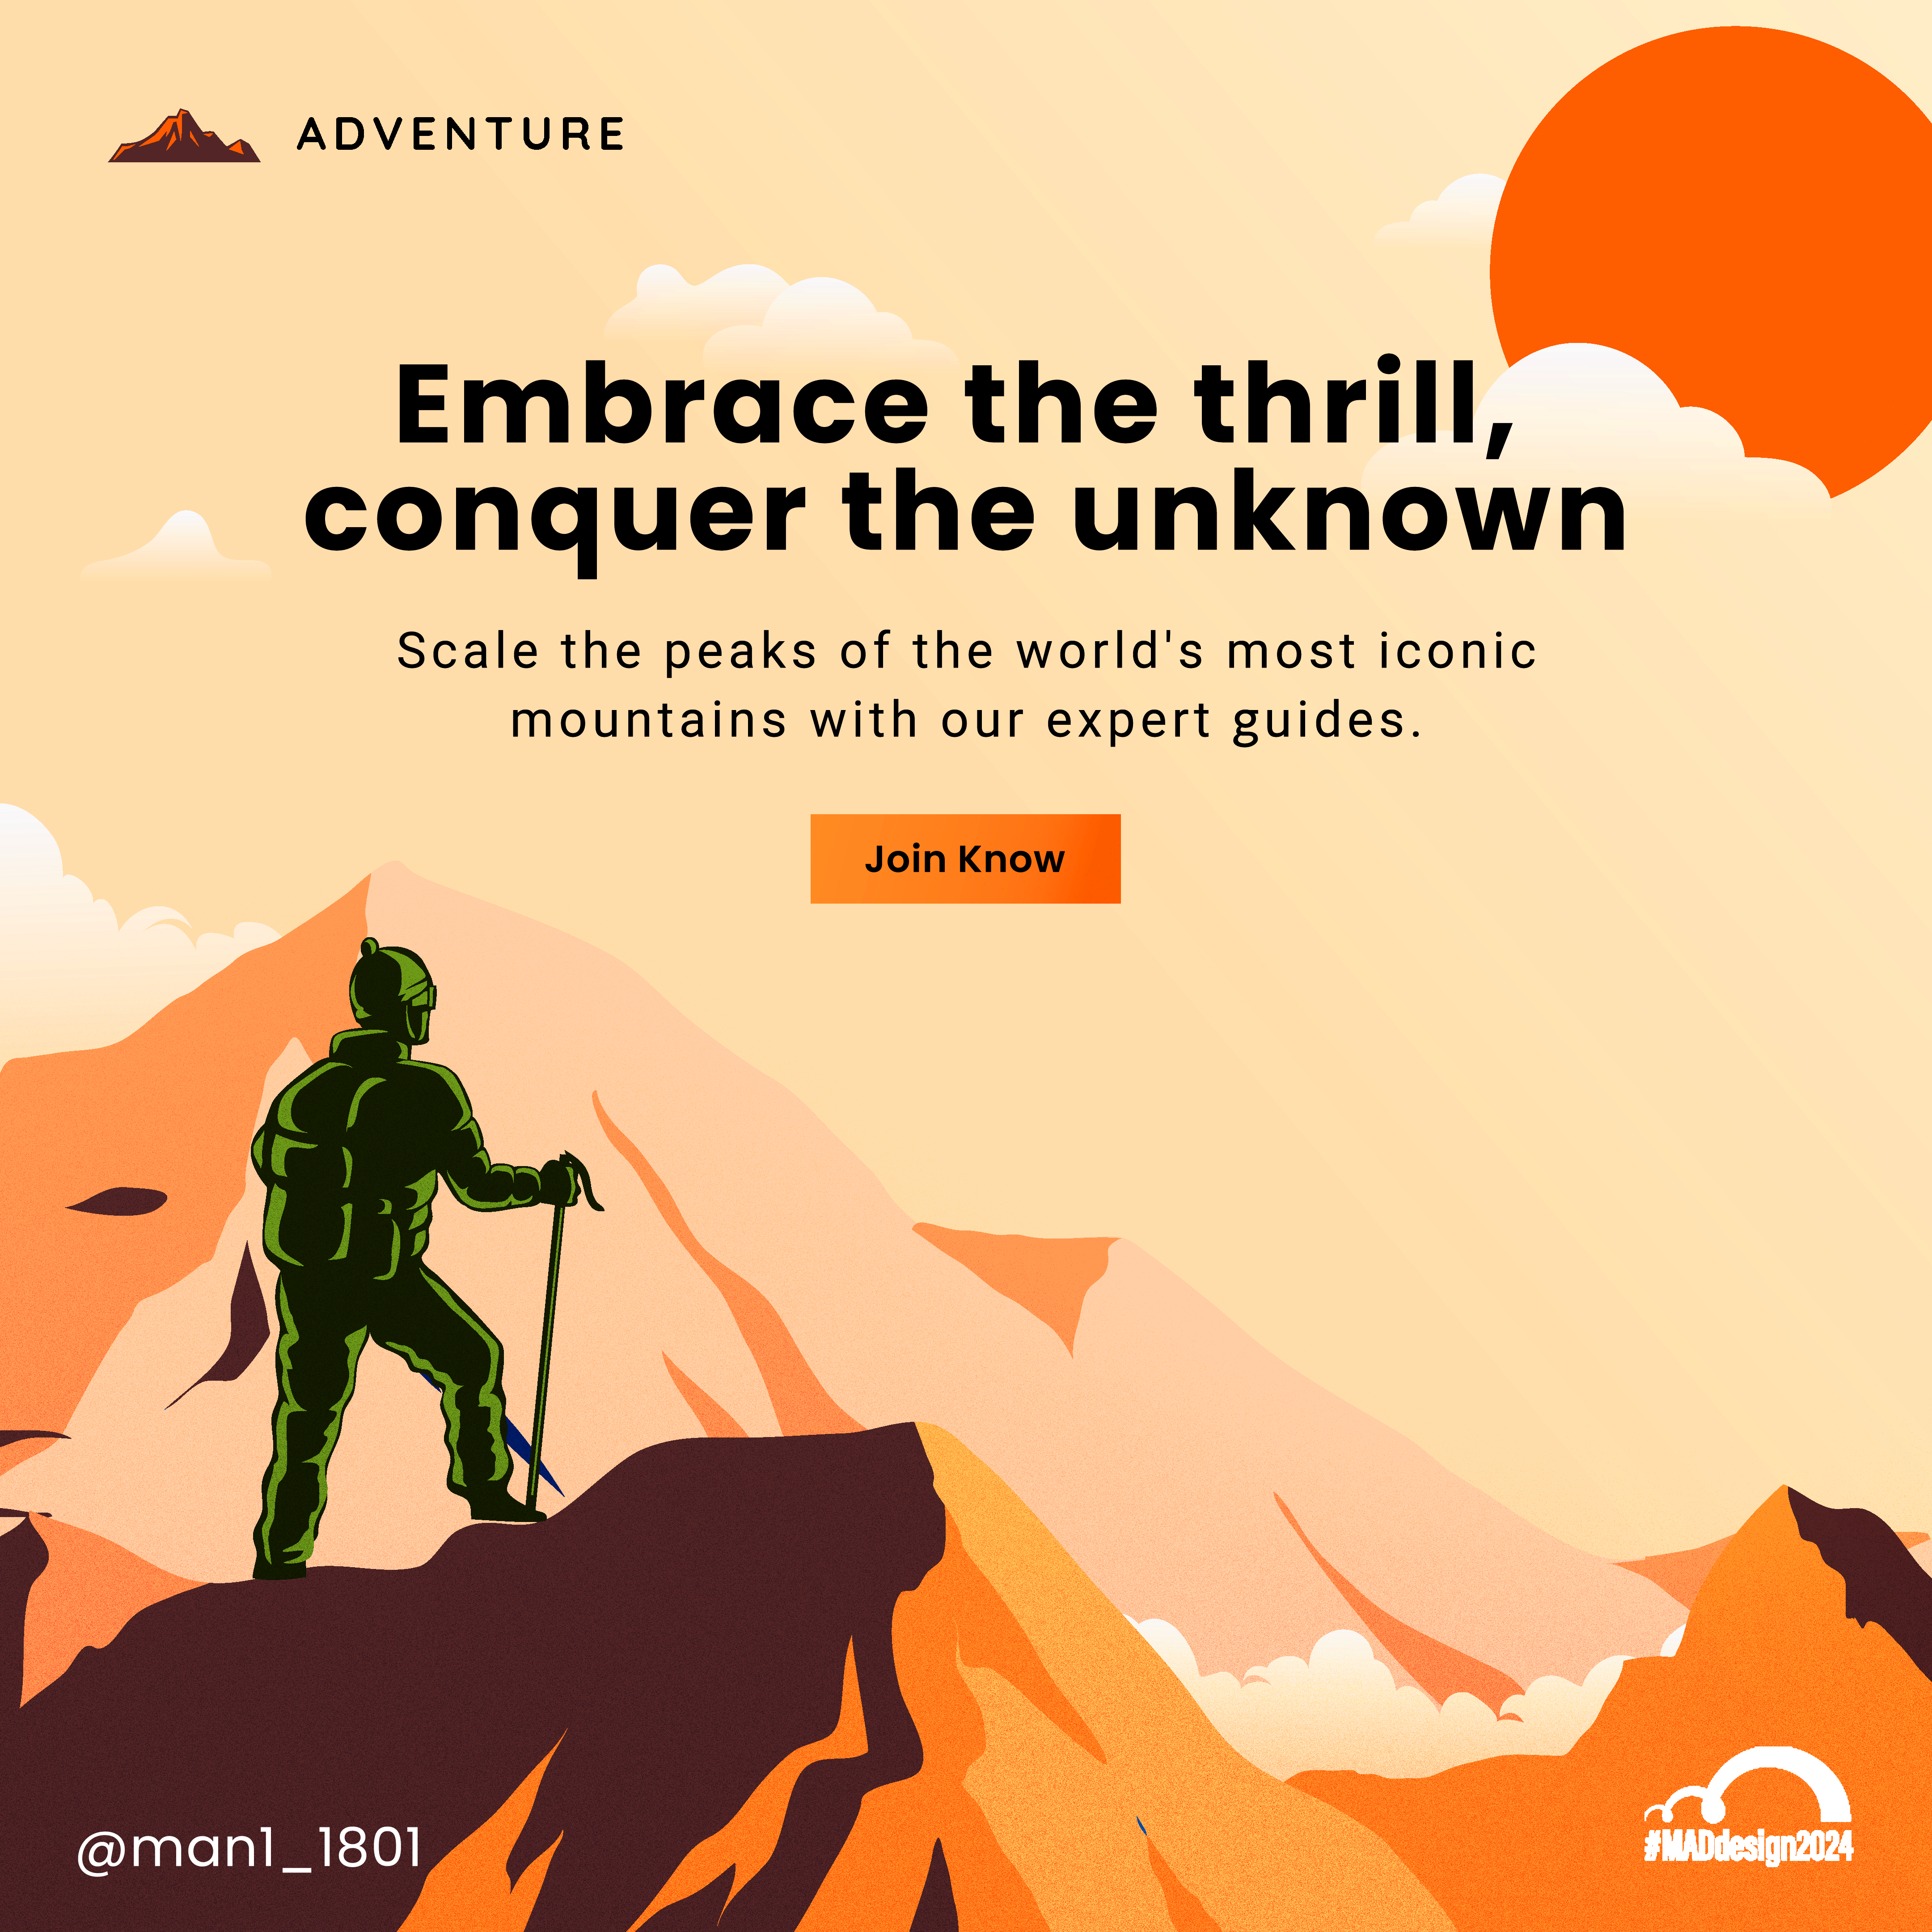 ADVENTURE
Embrace the thrill,
conquer the unknown
Scale the peaks of the world's most iconic
mountains with our expert guides.
Join Know
@man1_1801
#MADdesign2024